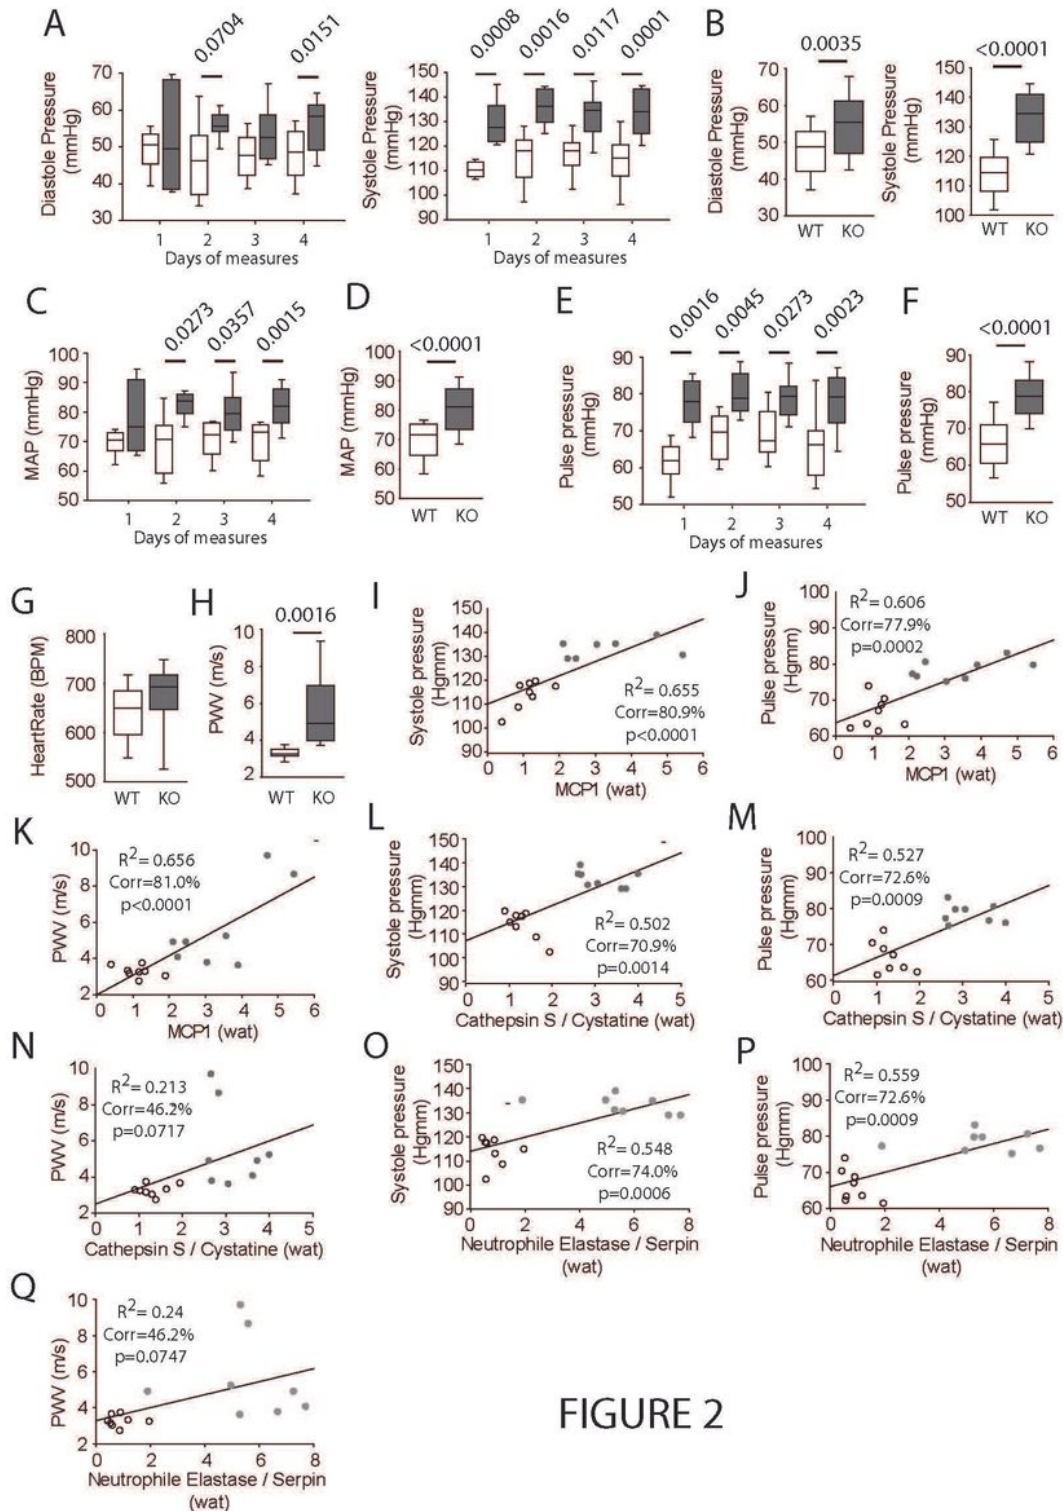 A
0.0704
0.0151
Diastole Pressure
(mmHg)
70
60
50
40
30
1 2 3 4
Days of measures
0.0008
0.0016
0.0117
0.0001
Systole Pressure
(mmHg)
150
140
130
120
110
100
90
1 2 3 4
Days of measures
B
0.0035
Diastole Pressure
(mmHg)
70
60
50
40
30
WT KO
<0.0001
Systole Pressure
(mmHg)
150
140
130
120
110
100
WT KO
C
0.0273
0.0357
0.0015
MAP (mmHg)
100
90
80
70
60
50
1 2 3 4
Days of measures
D
<0.0001
MAP (mmHg)
100
90
80
70
60
50
WT KO
E
0.0016
0.0045
0.0273
0.0023
Pulse pressure
(mmHg)
90
80
70
60
50
1 2 3 4
Days of measures
F
<0.0001
Pulse pressure
(mmHg)
90
80
70
60
50
WT KO
G
HeartRate (BPM)
800
700
600
500
WT KO
H
0.0016
PWV (m/s)
10
8
6
4
2
WT KO
I
Systole pressure
(Hgmm)
150
140
130
120
110
100
90
R2= 0.655
Corr=80.9%
p<0.0001
0 1 2 3 4 5 6
MCP1 (wat)
J
Pulse pressure
(Hgmm)
100
90
80
70
60
R2= 0.606
Corr=77.9%
p=0.0002
0 1 2 3 4 5 6
MCP1 (wat)
K
PWV (m/s)
10
8
6
4
2
R2= 0.656
Corr=81.0%
p<0.0001
0 1 2 3 4 5 6
MCP1 (wat)
L
Systole pressure
(Hgmm)
150
140
130
120
110
100
90
R2= 0.502
Corr=70.9%
p=0.0014
0 1 2 3 4 5
Cathepsin S / Cystatine (wat)
M
Pulse pressure
(Hgmm)
100
90
80
70
60
R2= 0.527
Corr=72.6%
p=0.0009
0 1 2 3 4 5
Cathepsin S / Cystatine (wat)
N
PWV (m/s)
10
8
6
4
2
R2= 0.213
Corr=46.2%
p=0.0717
0 1 2 3 4 5
Cathepsin S / Cystatine (wat)
O
Systole pressure
(Hgmm)
150
140
130
120
110
100
90
R2= 0.548
Corr=74.0%
p=0.0006
0 2 4 6 8
Neutrophile Elastase / Serpin
(wat)
P
Pulse pressure
(Hgmm)
100
90
80
70
60
R2= 0.559
Corr=72.6%
p=0.0009
0 2 4 6 8
Neutrophile Elastase / Serpin
(wat)
Q
PWV (m/s)
10
8
6
4
2
R2= 0.24
Corr=46.2%
p=0.0747
0 2 4 6 8
Neutrophile Elastase / Serpin
(wat)
FIGURE 2